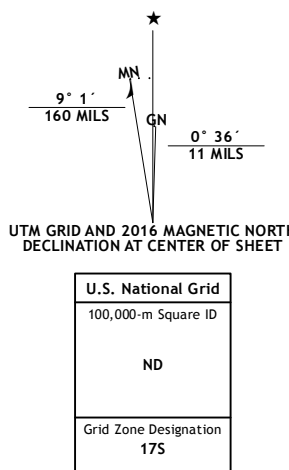 ★
MN
GN
9° 1´
160 MILS
0° 36´
11 MILS
UTM GRID AND 2016 MAGNETIC NORTH
DECLINATION AT CENTER OF SHEET
U.S. National Grid
100,000-m Square ID
ND
Grid Zone Designation
17S